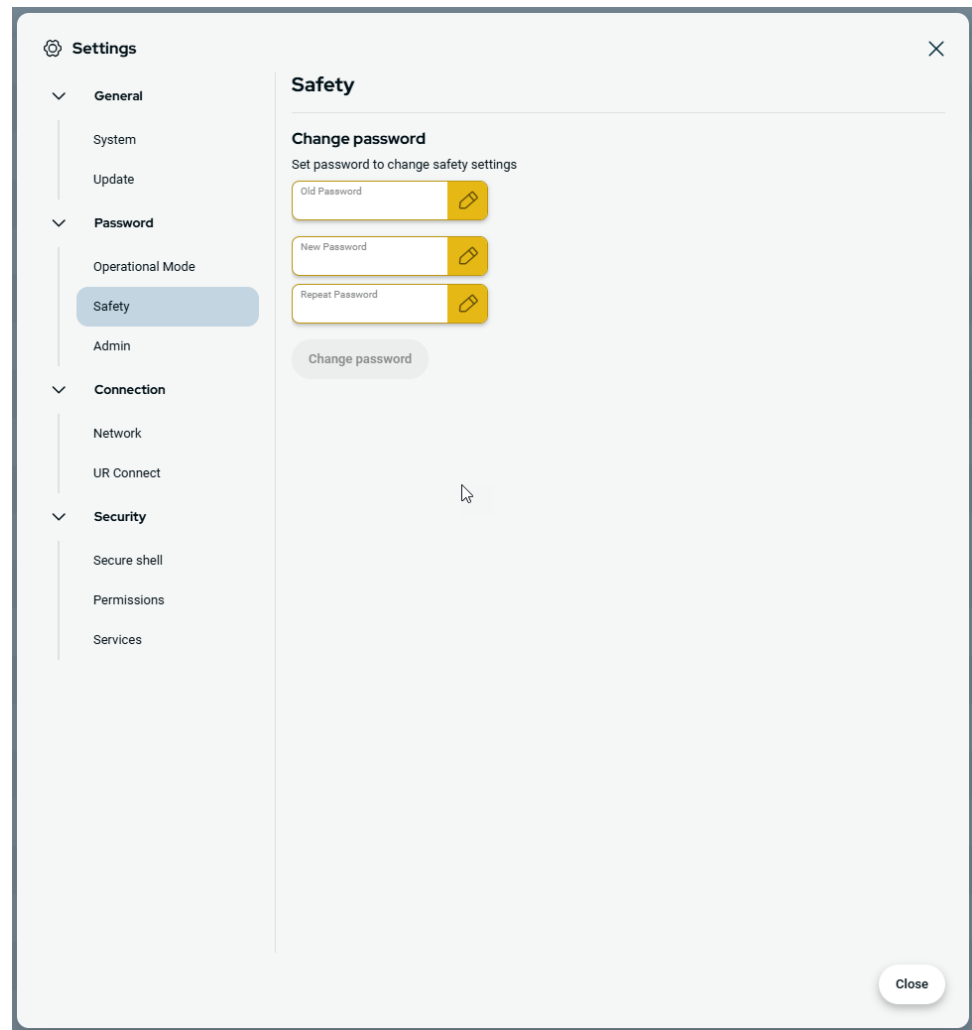 Settings
General
System
Update
Password
Operational Mode
Safety
Admin
Connection
Network
UR Connect
Security
Secure shell
Permissions
Services
Safety
Change password
Set password to change safety settings
Old Password
New Password
Repeat Password
Change password
Close